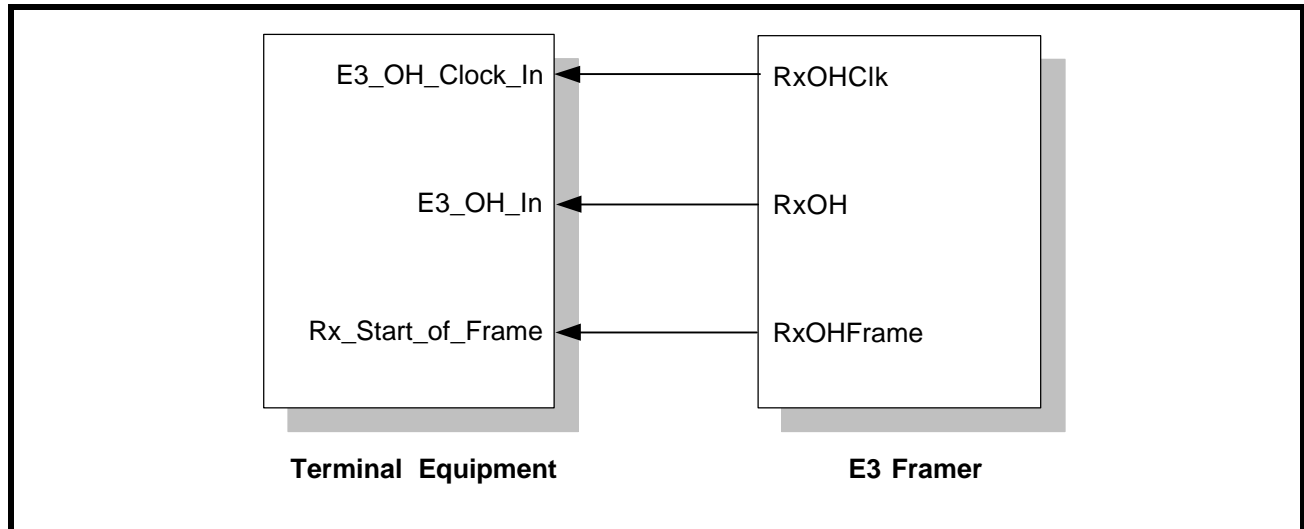 E3_OH_Clock_In
RxOHClk
E3_OH_In
RxOH
Rx_Start_of_Frame
RxOHFrame
Terminal Equipment
E3 Framer